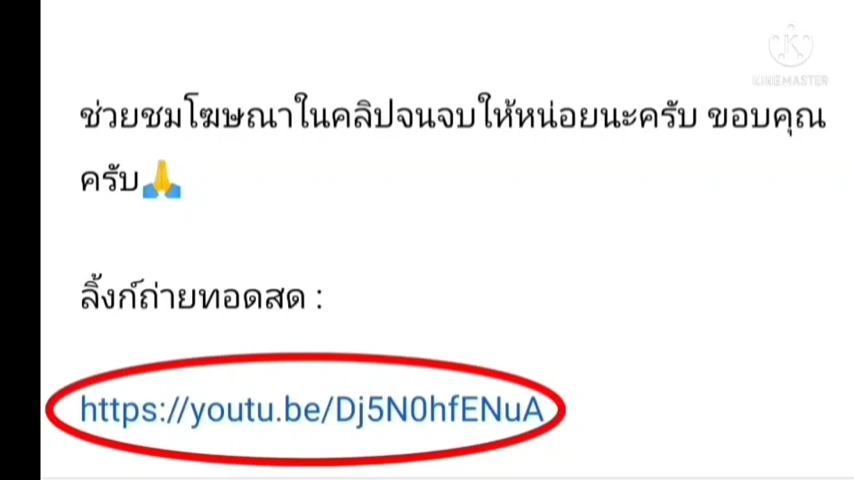 KINEMASTER
ช่วยชมโฆษณาในคลิปจนจบให้หน่อยนะครับ ขอบคุณ
ครับ🙏
ลิ้งก์ถ่ายทอดสด :
https://youtu.be/Dj5N0hfENuA